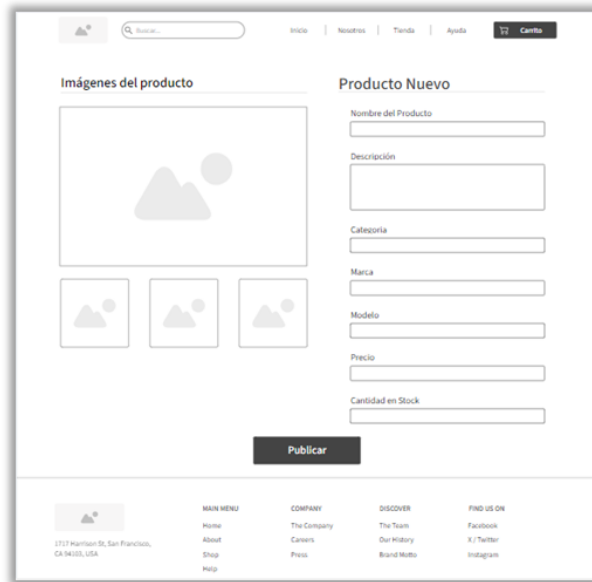 Buscar...
Inicio
Nosotros
Tienda
Ayuda
Carrito
Imágenes del producto
Producto Nuevo
Nombre del Producto
Descripción
Categoria
Marca
Modelo
Precio
Cantidad en Stock
Publicar
1717 Harrison St, San Francisco,
CA 94103, USA
MAIN MENU
Home
About
Shop
Help
COMPANY
The Company
Careers
Press
DISCOVER
The Team
Our History
Brand Motto
FIND US ON
Facebook
X / Twitter
Instagram